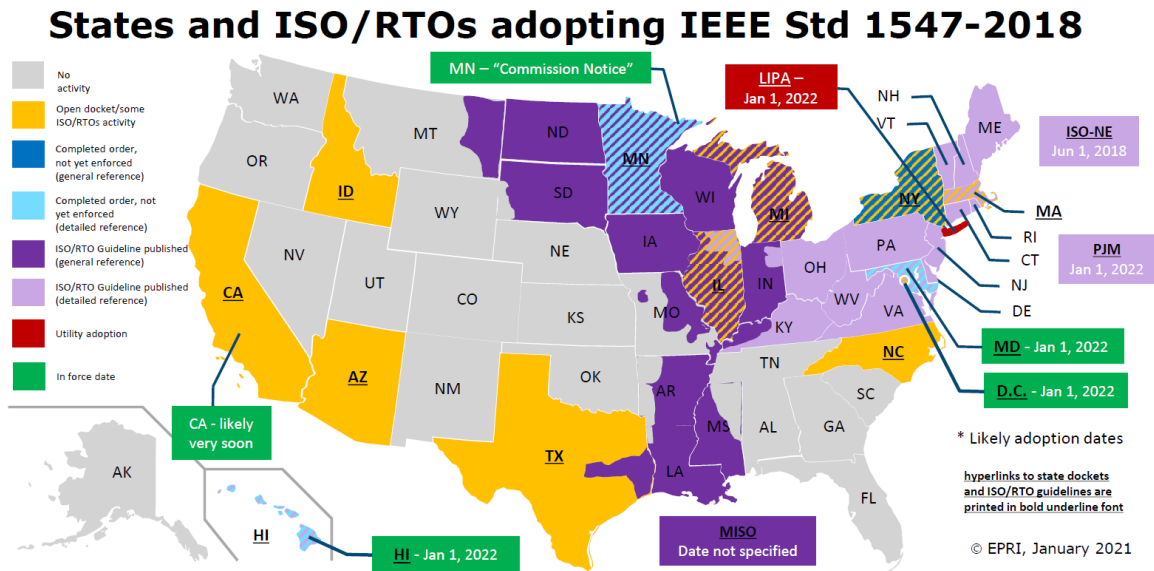 States and ISO/RTOs adopting IEEE Std 1547-2018
No
activity
Open docket/some
ISO/RTOs activity
Completed order,
not yet enforced
(general reference)
Completed order, not
yet enforced
(detailed reference)
ISO/RTO Guideline published
(general reference)
ISO/RTO Guideline published
(detailed reference)
Utility adoption
In force date
MN – “Commission Notice”
LIPA –
Jan 1, 2022
ISO-NE
Jun 1, 2018
PJM
Jan 1, 2022
MD - Jan 1, 2022
D.C. - Jan 1, 2022
CA - likely
very soon
HI - Jan 1, 2022
MISO
Date not specified
WA
OR
CA
ID
NV
AZ
MT
WY
UT
CO
NM
ND
SD
NE
KS
OK
TX
MN
IA
MO
AR
LA
WI
IL
MI
IN
OH
KY
TN
MS
AL
GA
FL
SC
NC
VA
WV
PA
NY
NH
VT
ME
MA
RI
CT
NJ
DE
AK
HI
* Likely adoption dates
hyperlinks to state dockets
and ISO/RTO guidelines are
printed in bold underline font
© EPRI, January 2021